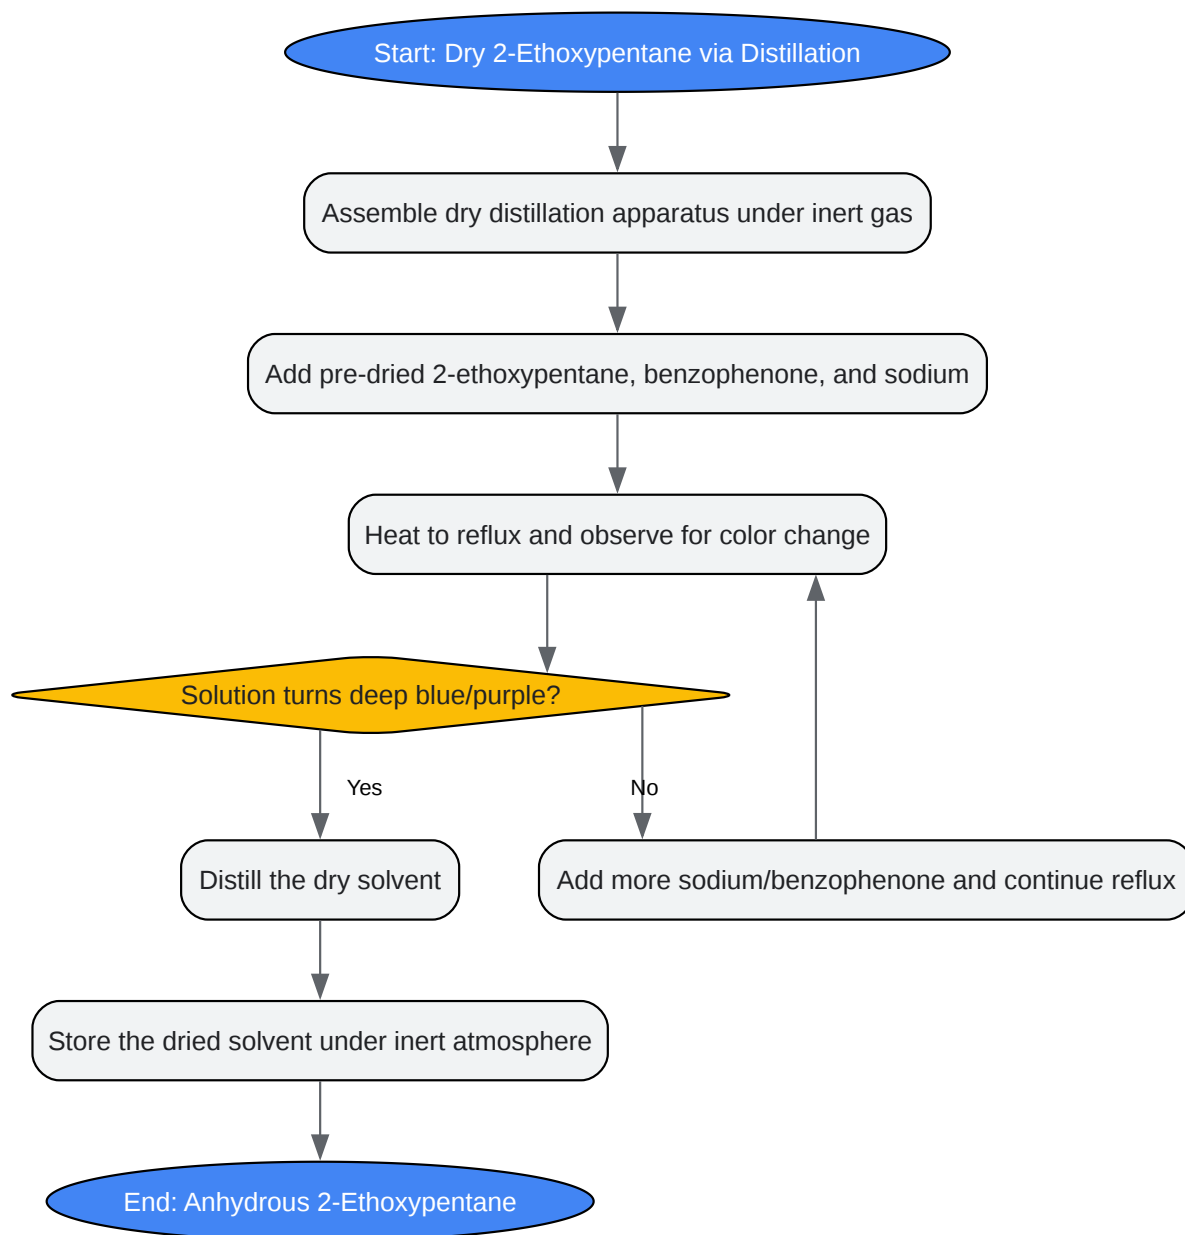 Start: Dry 2-Ethoxypentane via Distillation
Assemble dry distillation apparatus under inert gas
Add pre-dried 2-ethoxypentane, benzophenone, and sodium
Heat to reflux and observe for color change
Solution turns deep blue/purple?
Yes
No
Distill the dry solvent
Add more sodium/benzophenone and continue reflux
Store the dried solvent under inert atmosphere
End: Anhydrous 2-Ethoxypentane